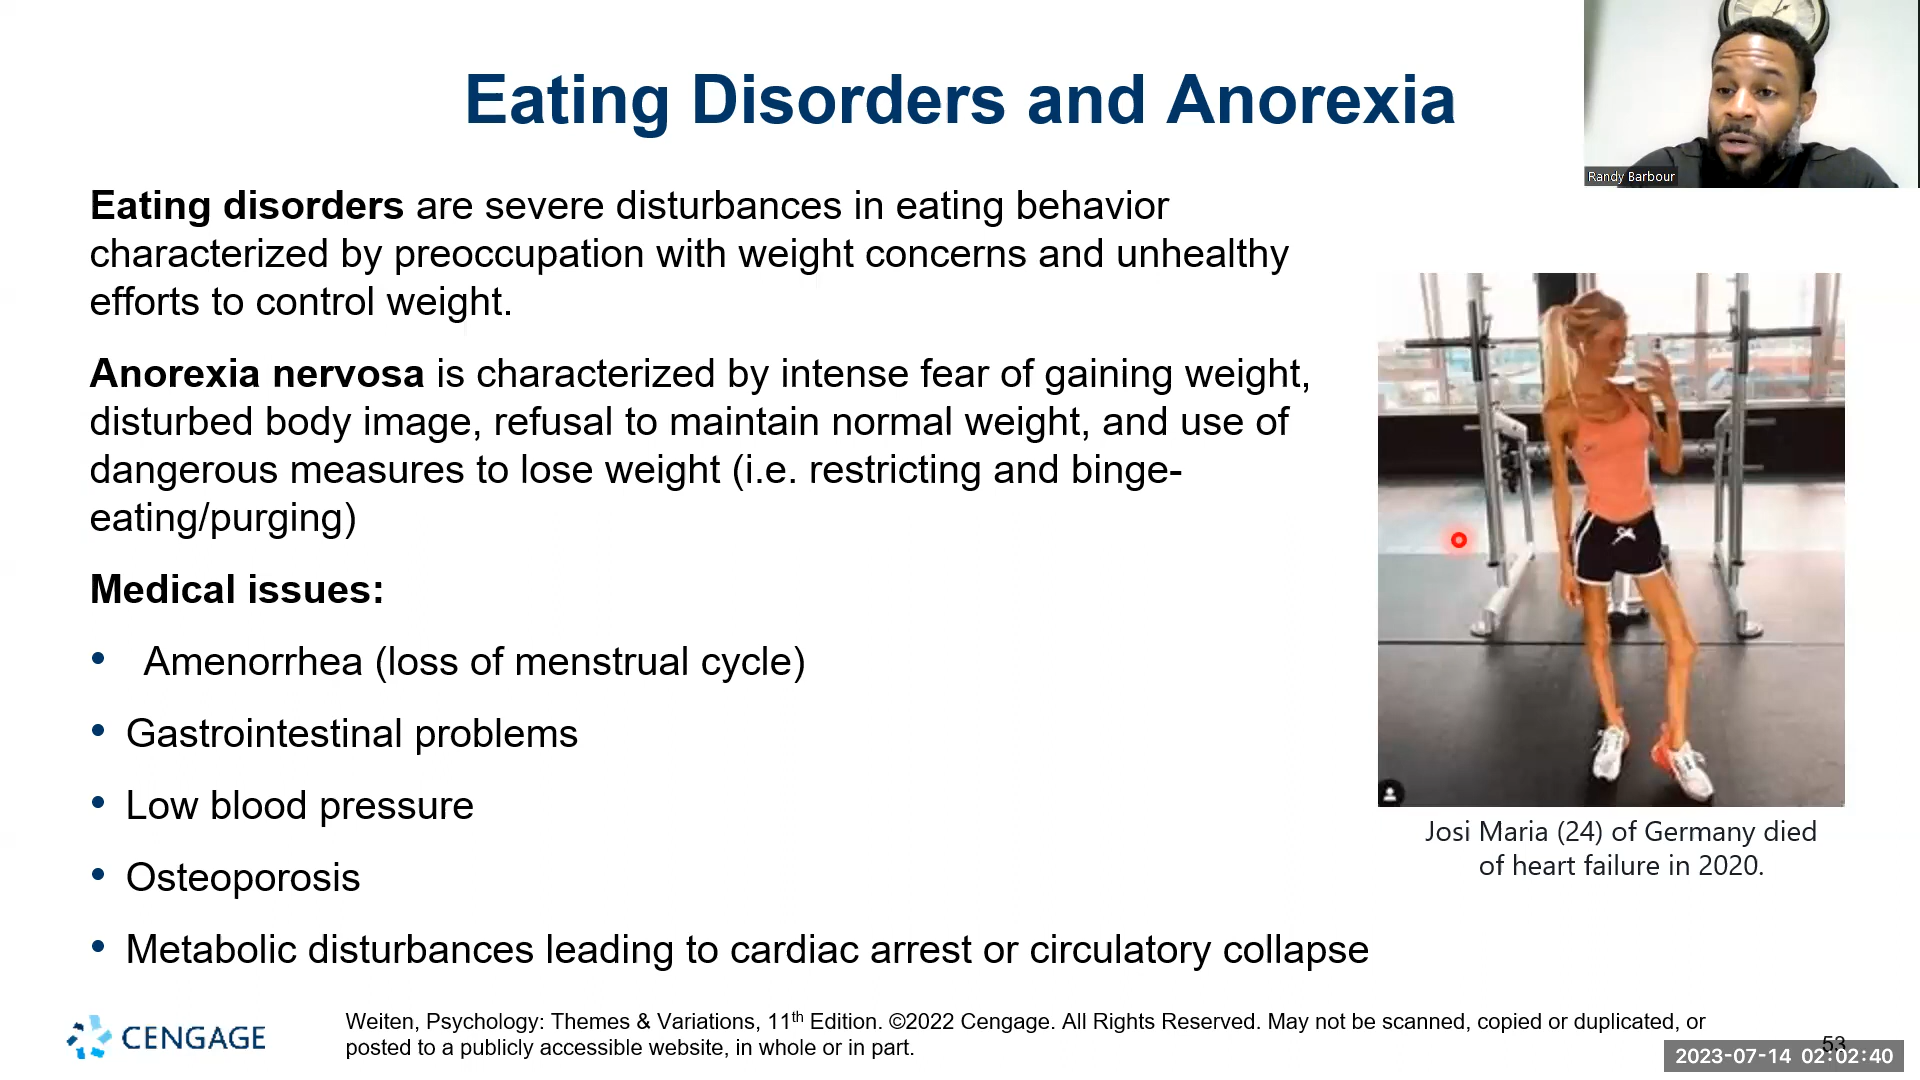 Eating Disorders and Anorexia
Randy Barbour
Eating disorders are severe disturbances in eating behavior
characterized by preoccupation with weight concerns and unhealthy
efforts to control weight.
Anorexia nervosa is characterized by intense fear of gaining weight,
disturbed body image, refusal to maintain normal weight, and use of
dangerous measures to lose weight (i.e. restricting and binge-
eating/purging)
Medical issues:
• Amenorrhea (loss of menstrual cycle)
• Gastrointestinal problems
• Low blood pressure
• Osteoporosis
• Metabolic disturbances leading to cardiac arrest or circulatory collapse
Josi Maria (24) of Germany died
of heart failure in 2020.
CENGAGE
Weiten, Psychology: Themes & Variations, 11th Edition. ©2022 Cengage. All Rights Reserved. May not be scanned, copied or duplicated, or
posted to a publicly accessible website, in whole or in part.
53
2023-07-14 02:02:40